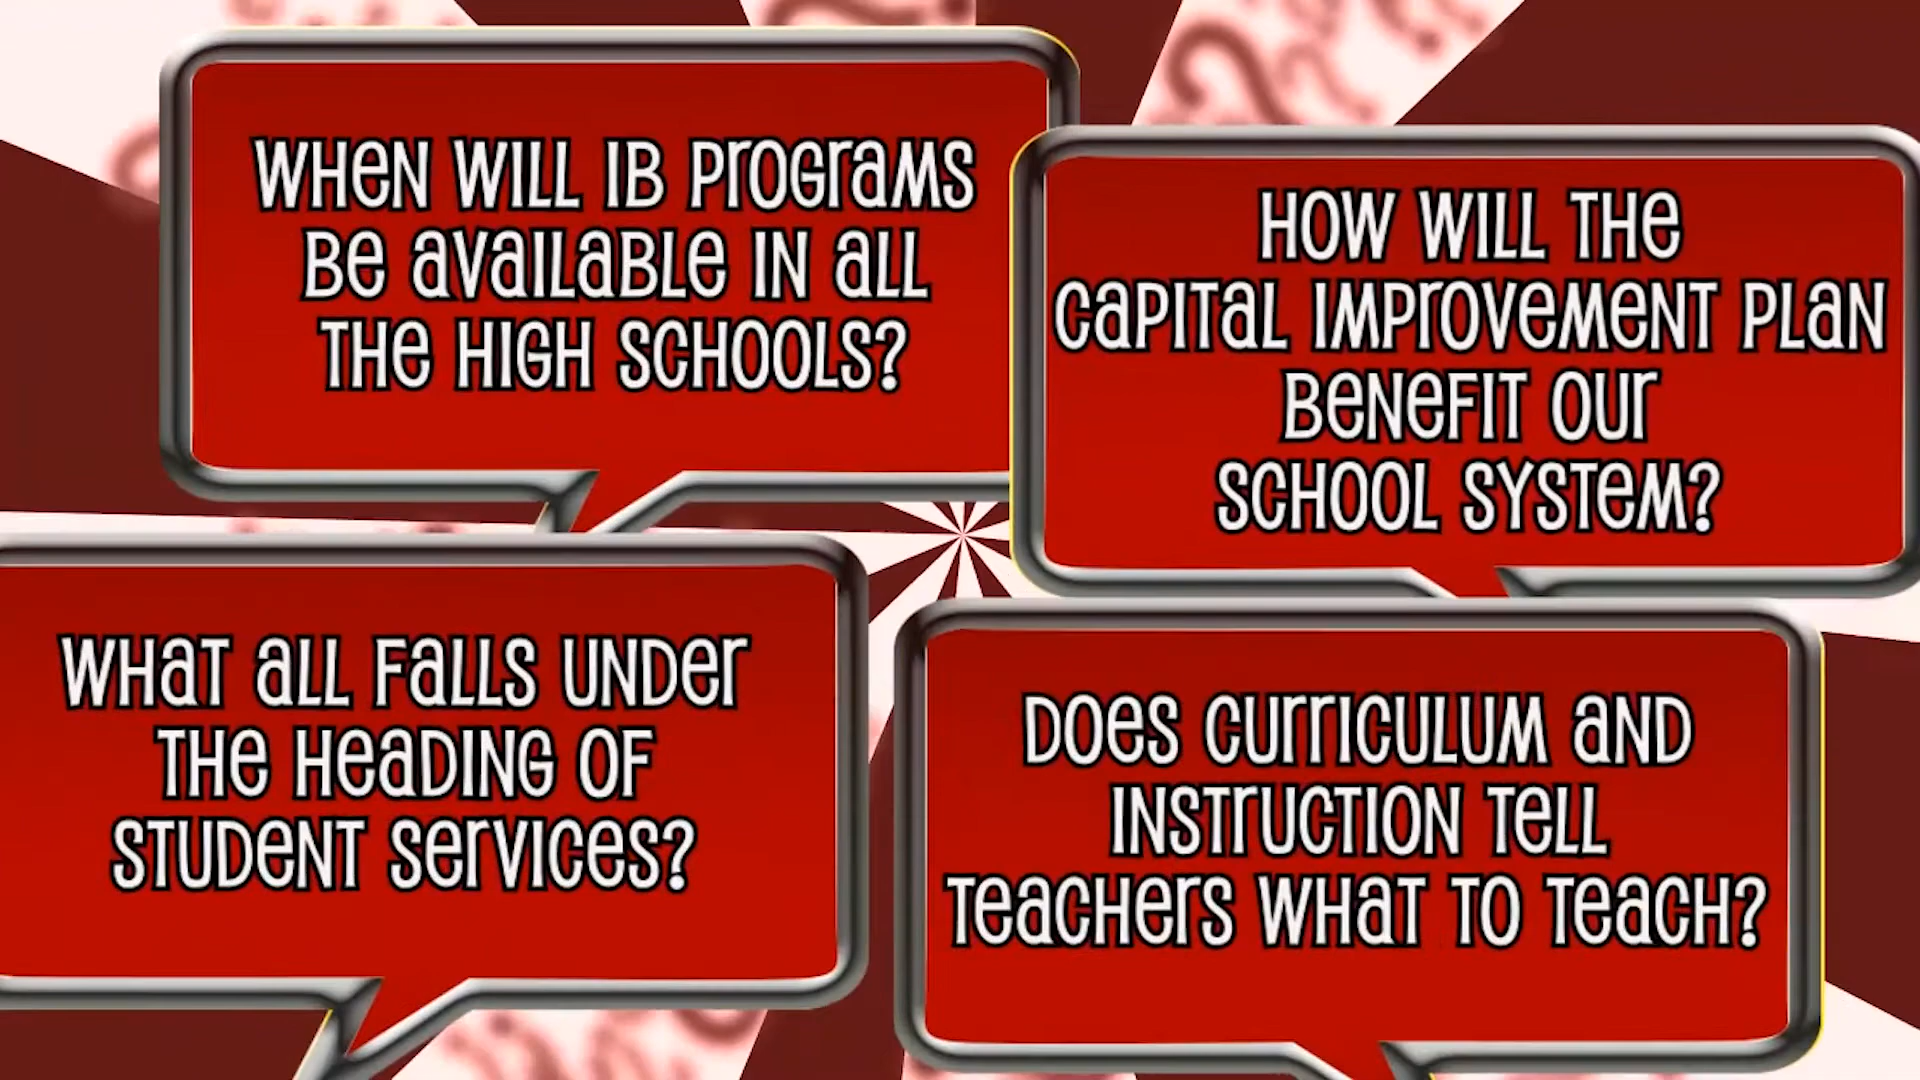 WHEN WILL IB PROGRAMS
BE AVAILABLE IN ALL
THE HIGH SCHOOLS?
HOW WILL THE
CAPITAL IMPROVEMENT PLAN
BENEFIT OUR
SCHOOL SYSTEM?
WHAT ALL FALLS UNDER
THE HEADING OF
STUDENT SERVICES?
DOES CURRICULUM AND
INSTRUCTION TELL
TEACHERS WHAT TO TEACH?